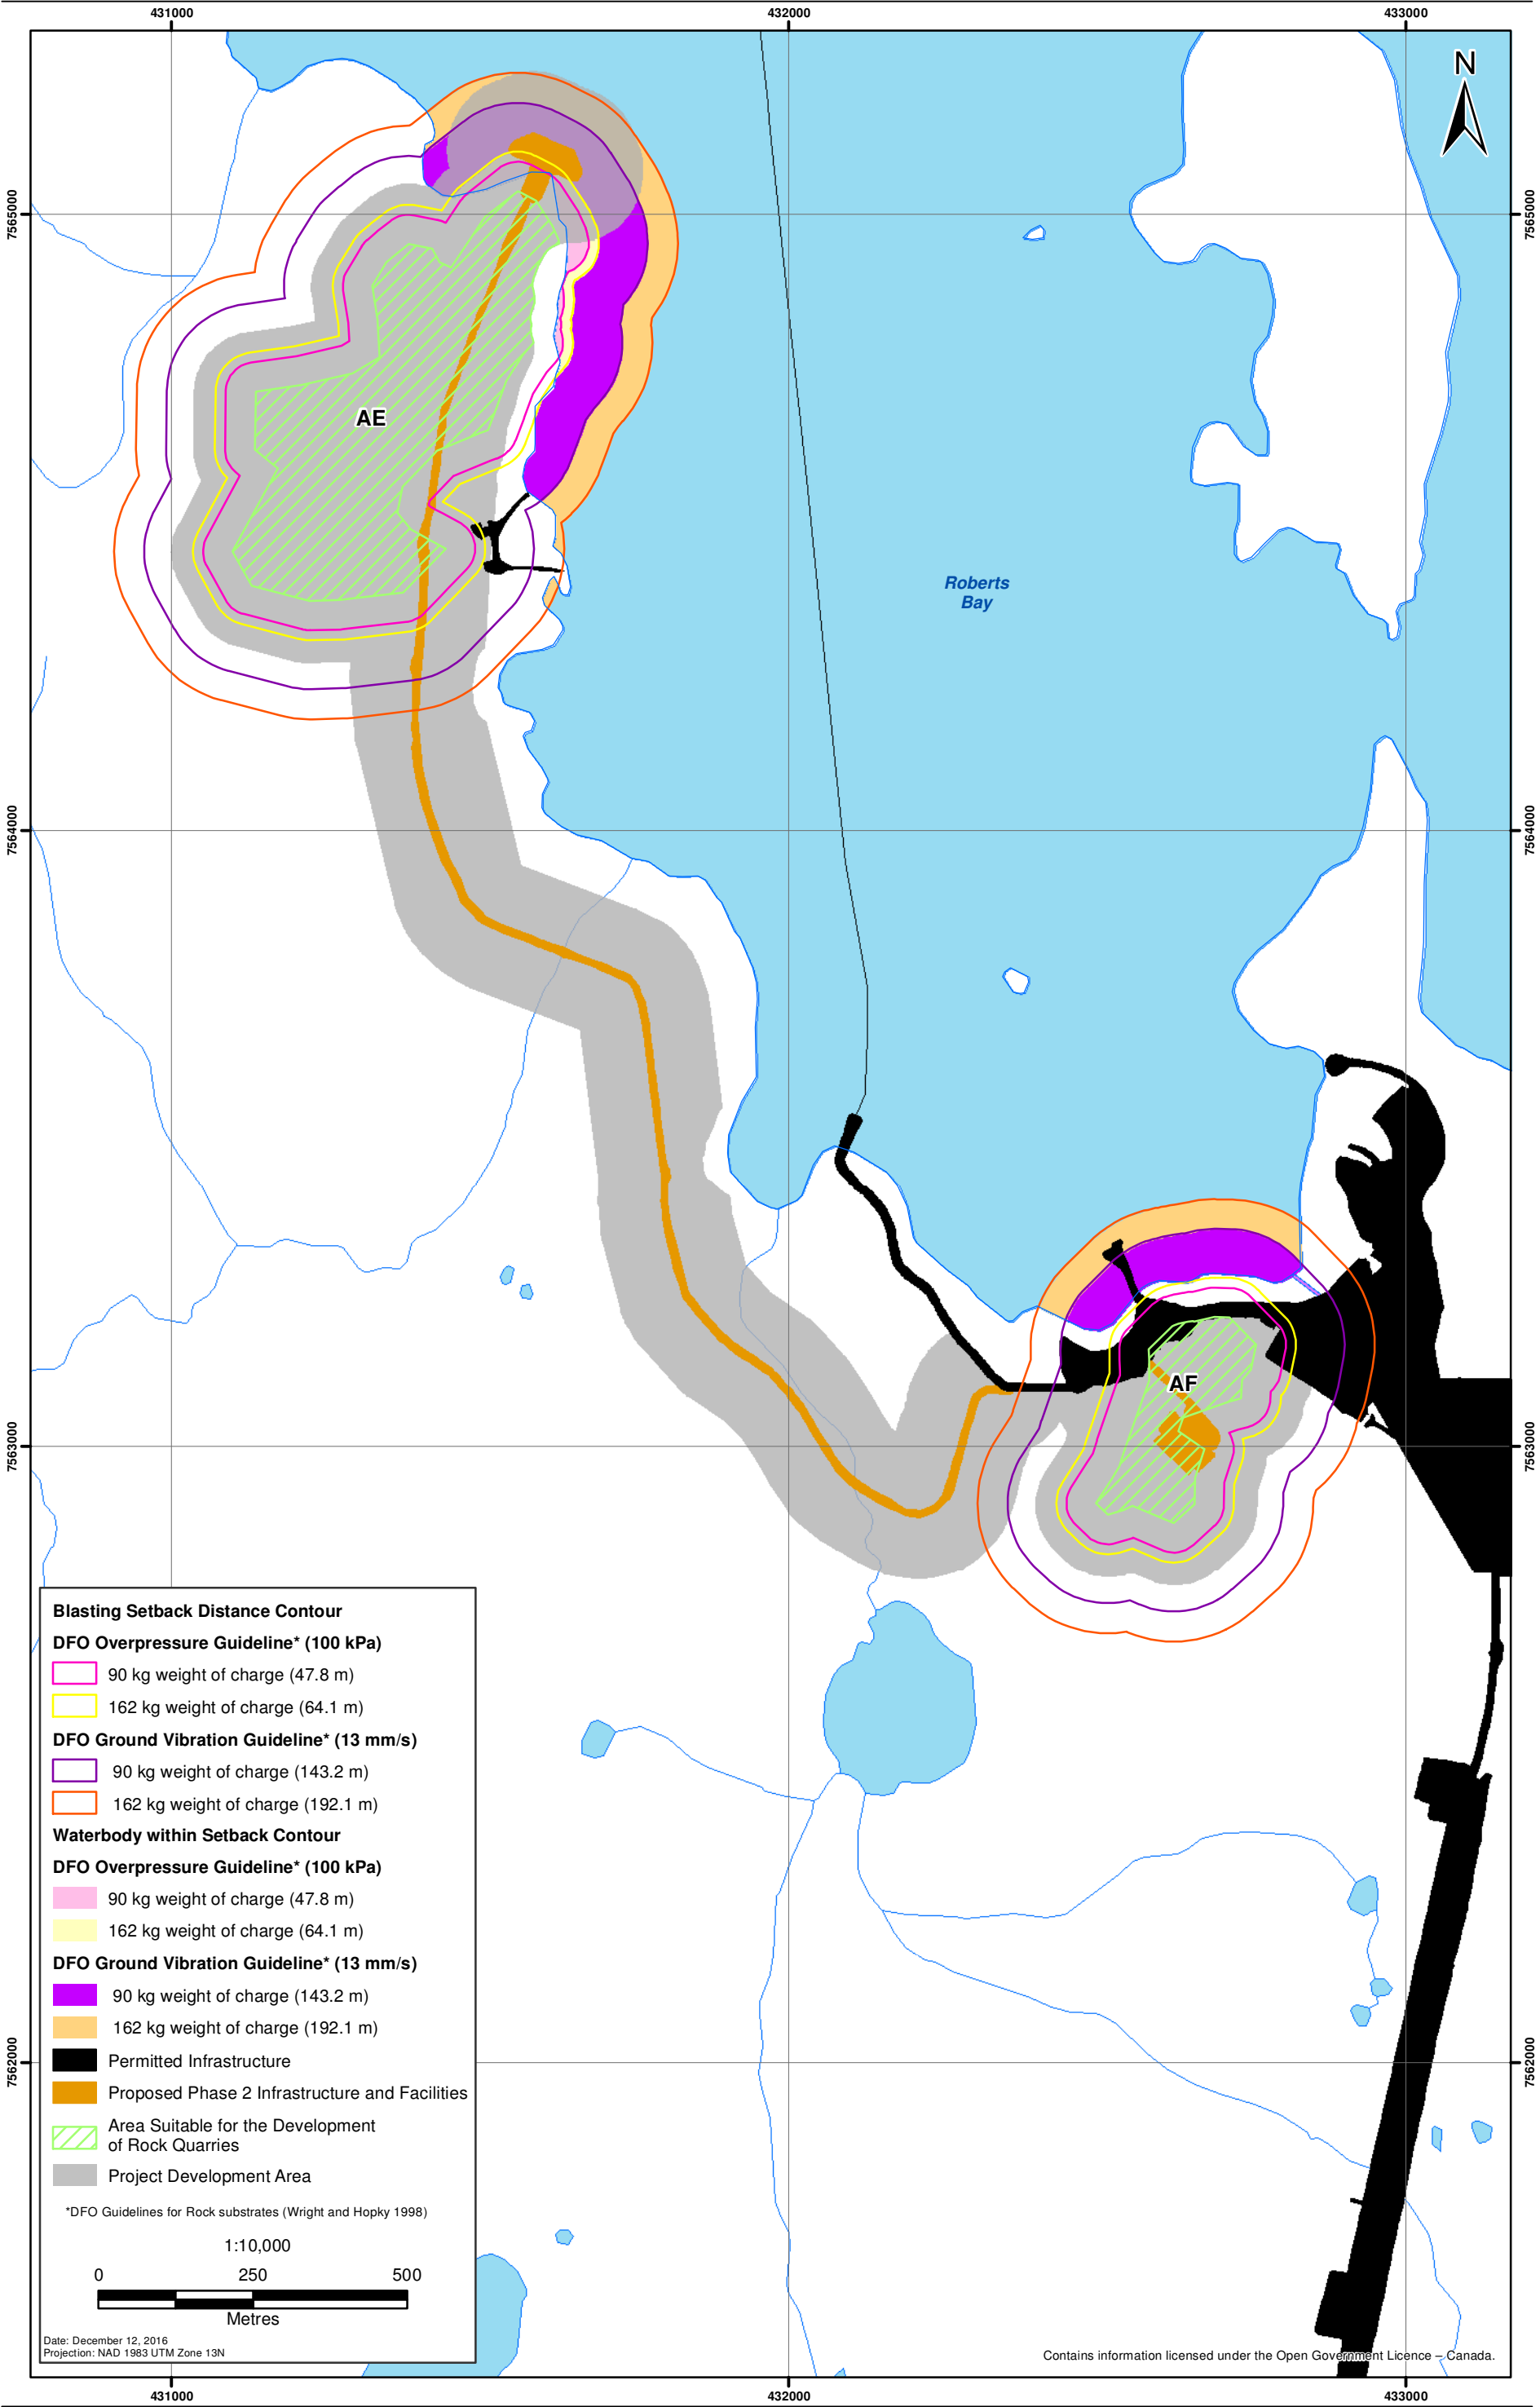 431000
432000
433000
N
7565000
7565000
AE
Roberts
Bay
7564000
7564000
AF
7563000
7563000
Blasting Setback Distance Contour
DFO Overpressure Guideline* (100 kPa)
90 kg weight of charge (47.8 m)
162 kg weight of charge (64.1 m)
DFO Ground Vibration Guideline* (13 mm/s)
90 kg weight of charge (143.2 m)
162 kg weight of charge (192.1 m)
Waterbody within Setback Contour
DFO Overpressure Guideline* (100 kPa)
90 kg weight of charge (47.8 m)
162 kg weight of charge (64.1 m)
DFO Ground Vibration Guideline* (13 mm/s)
90 kg weight of charge (143.2 m)
162 kg weight of charge (192.1 m)
Permitted Infrastructure
Proposed Phase 2 Infrastructure and Facilities
Area Suitable for the Development
of Rock Quarries
Project Development Area
*DFO Guidelines for Rock substrates (Wright and Hopky 1998)
1:10,000
0 250 500
Metres
Date: December 12, 2016
Projection: NAD 1983 UTM Zone 13N
7562000
7562000
Contains information licensed under the Open Government Licence – Canada.
431000
432000
433000